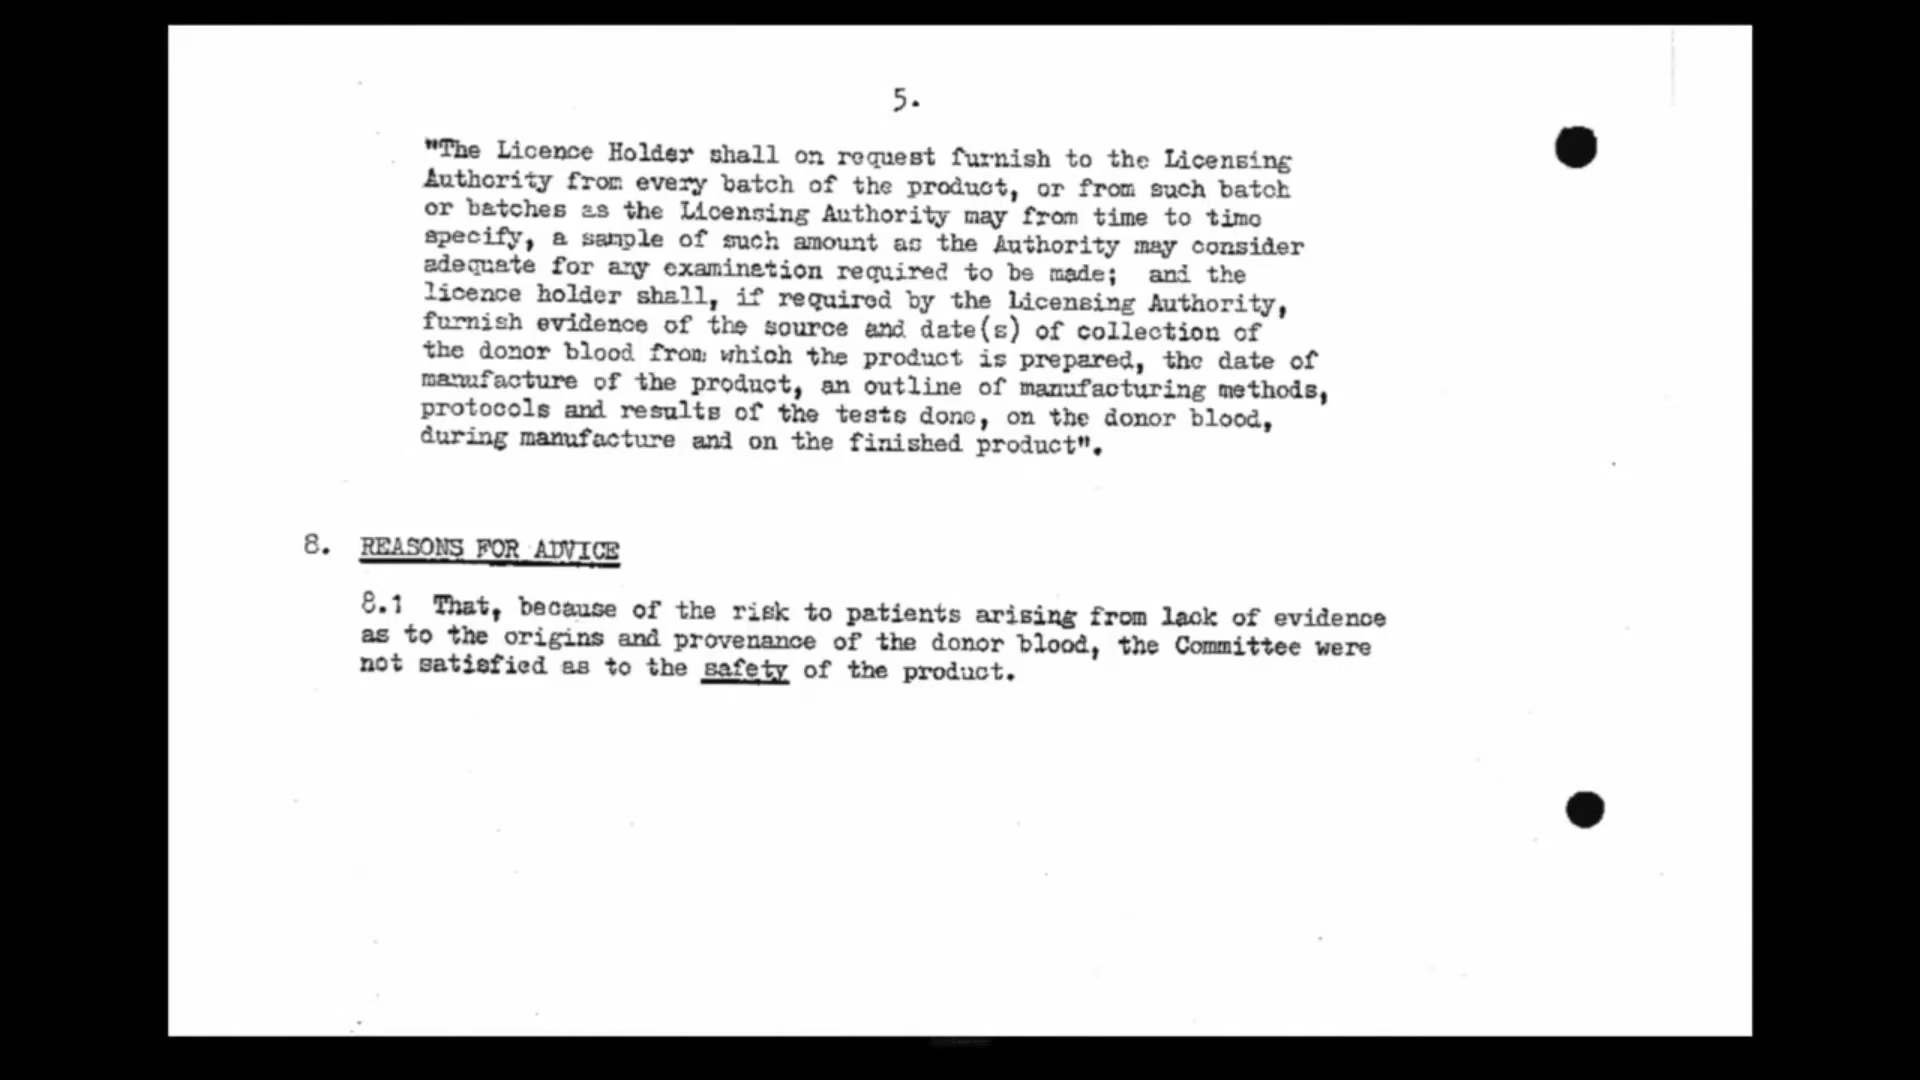 5.
"The Licence Holder shall on request furnish to the Licensing
Authority from every batch of the product, or from such batch
or batches as the Licensing Authority may from time to time
specify, a sample of such amount as the Authority may consider
adequate for any examination required to be made; and the
licence holder shall, if required by the Licensing Authority,
furnish evidence of the source and date(s) of collection of
the donor blood from which the product is prepared, the date of
manufacture of the product, an outline of manufacturing methods,
protocols and results of the tests done, on the donor blood,
during manufacture and on the finished product".
8. REASONS FOR ADVICE
8.1 That, because of the risk to patients arising from lack of evidence
as to the origins and provenance of the donor blood, the Committee were
not satisfied as to the safety of the product.